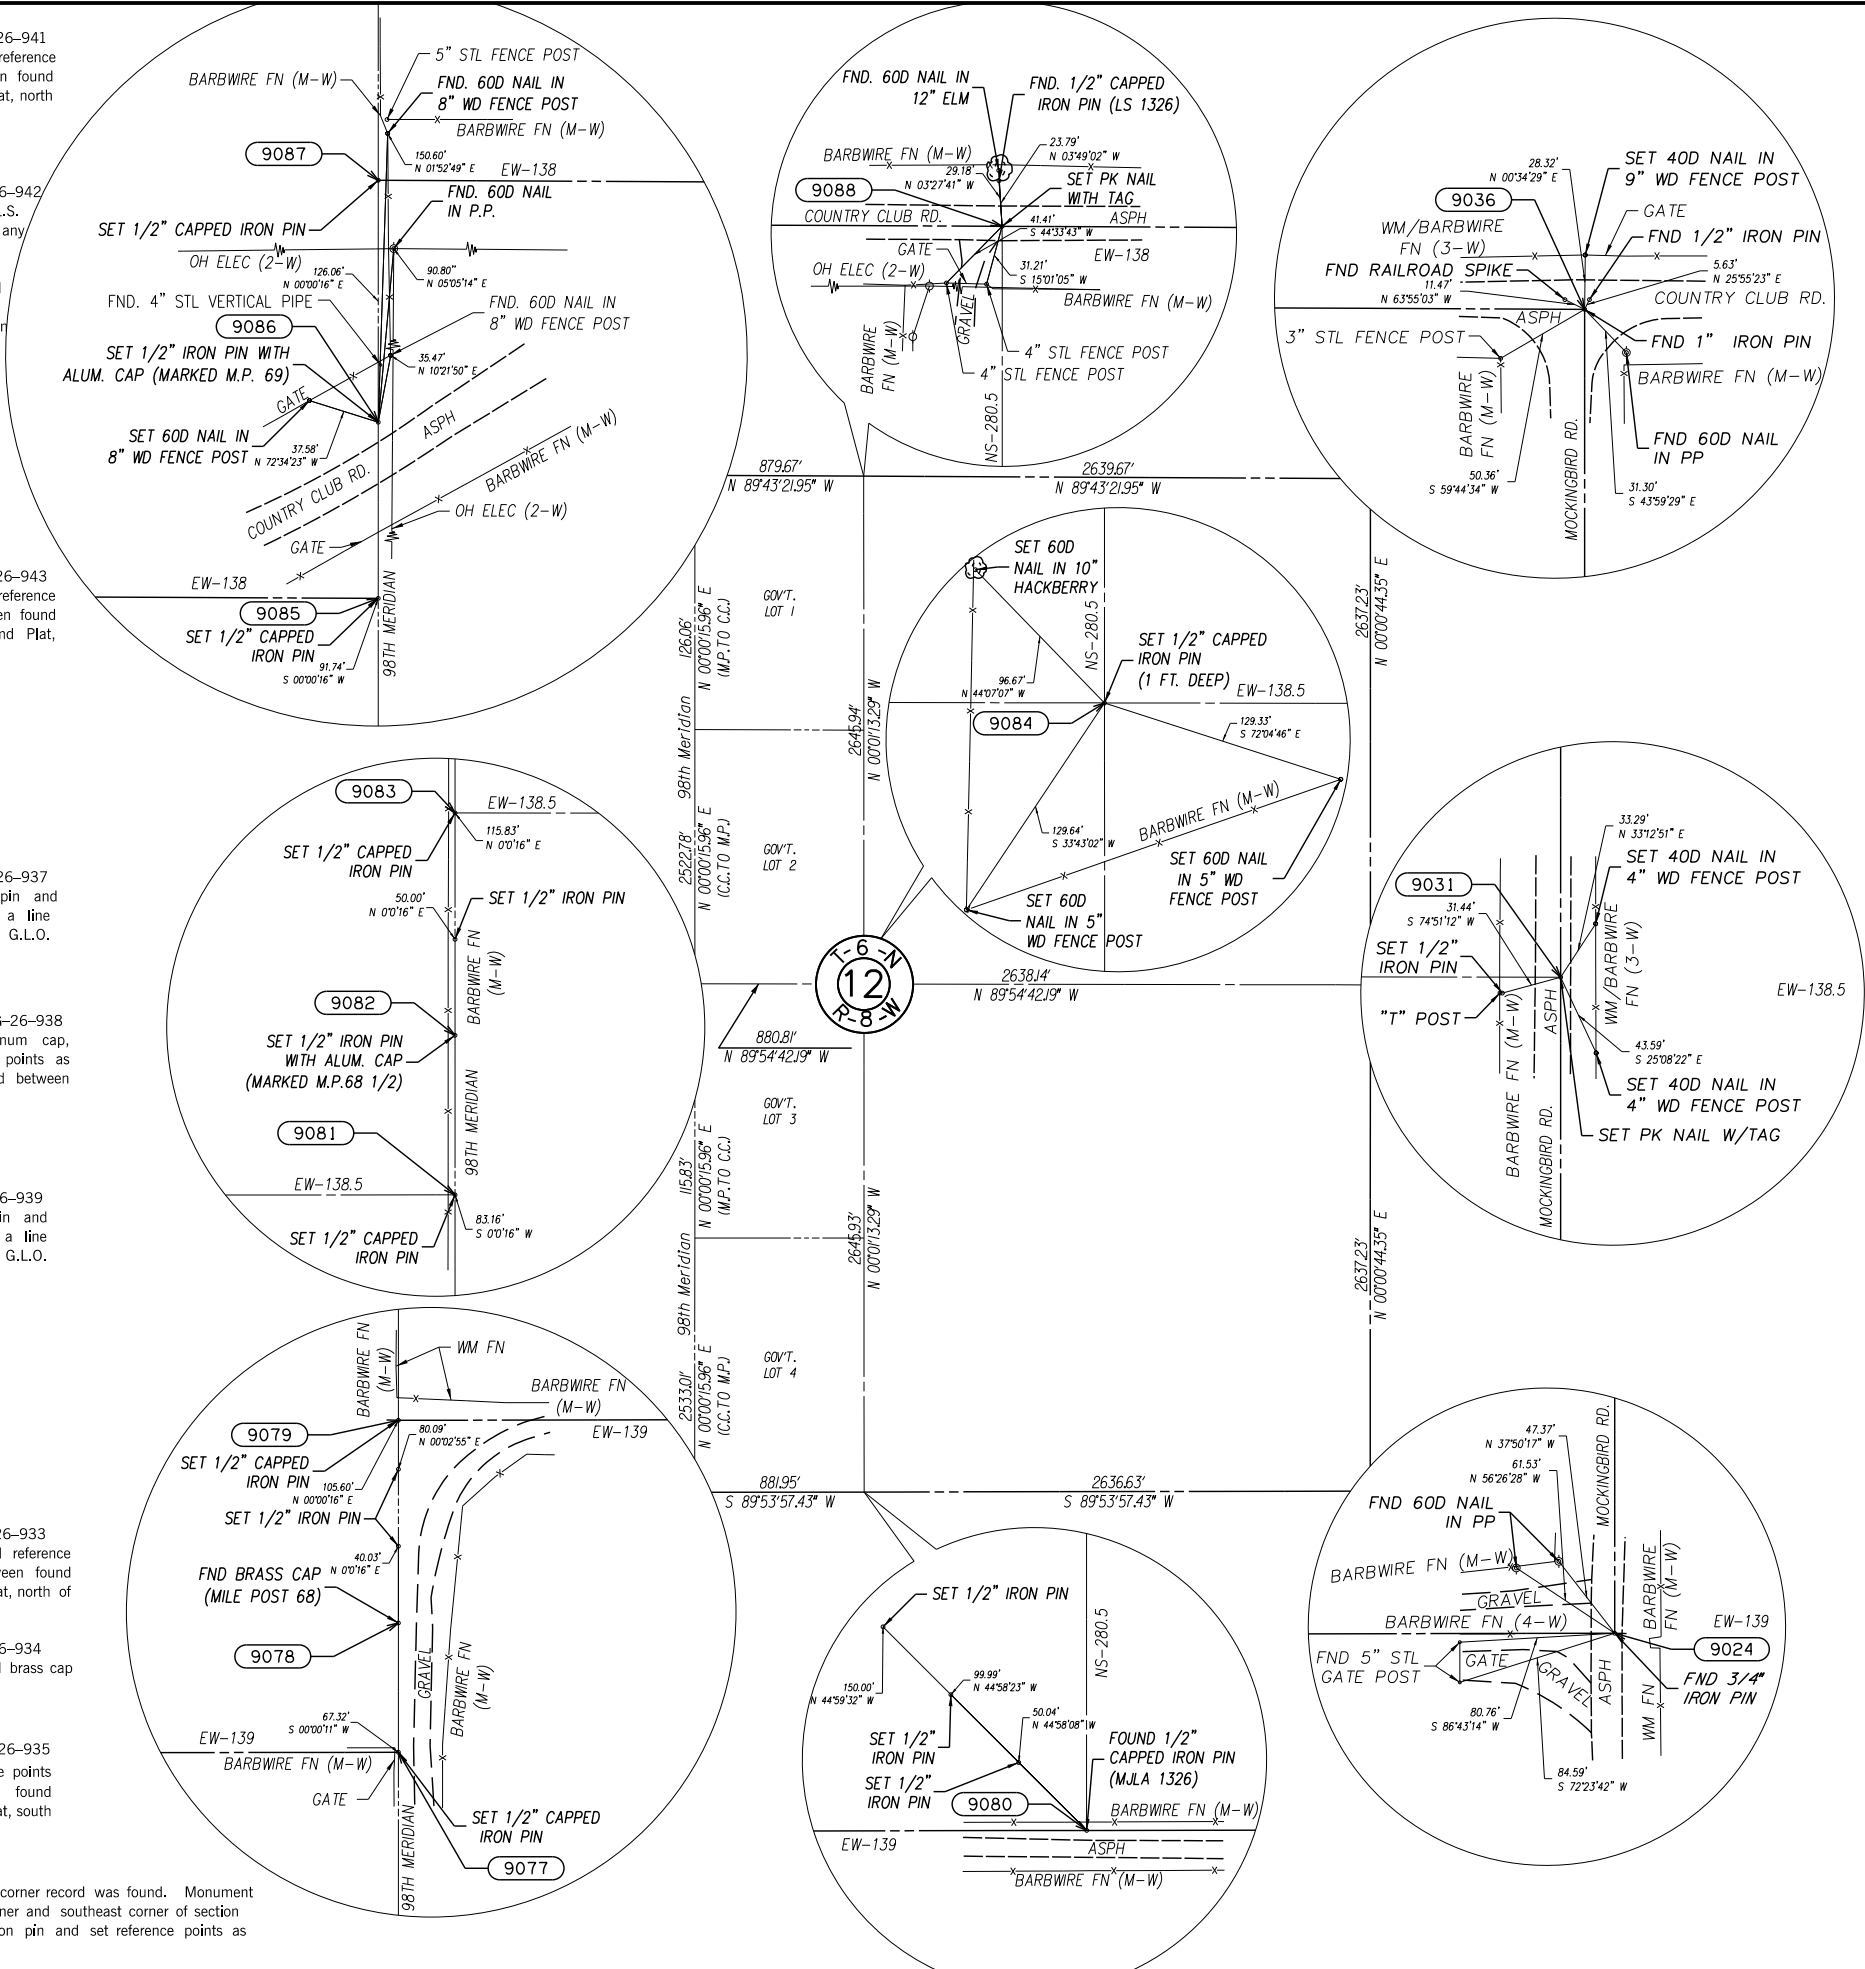 26–941
reference
n found
at, north
6–942
L.S.
any
26–943
reference
en found
nd Plat,
26–937
pin and
a line
G.L.O.
G–26–938
num cap,
points as
d between
6–939
in and
a line
G.L.O.
26–933
reference
een found
at, north of
6–934
brass cap
26–935
e points
found
at, south
corner record was found. Monument
ner and southeast corner of section
on pin and set reference points as
5" STL FENCE POST
BARBWIRE FN (M-W)
FND. 60D NAIL IN
8" WD FENCE POST
BARBWIRE FN (M-W)
9087
150.60'
N 01°52'49" E
EW-138
FND. 60D NAIL
IN P.P.
SET 1/2" CAPPED IRON PIN
OH ELEC (2-W)
126.06'
N 00°00'16" E
90.80'
N 05°05'14" E
FND. 4" STL VERTICAL PIPE
FND. 60D NAIL IN
8" WD FENCE POST
9086
SET 1/2" IRON PIN WITH
ALUM. CAP (MARKED M.P. 69)
35.47'
N 10°21'50" E
GATE
ASPH
SET 60D NAIL IN
8" WD FENCE POST
37.58'
N 72°34'23" W
COUNTRY CLUB RD.
BARBWIRE FN (M-W)
OH ELEC (2-W)
GATE
EW-138
9085
SET 1/2" CAPPED
IRON PIN
91.74'
S 00°00'16" W
98TH MERIDIAN
FND. 60D NAIL IN
12" ELM
FND. 1/2" CAPPED
IRON PIN (LS 1326)
BARBWIRE FN (M-W)
23.79'
N 03°49'02" W
29.18'
N 03°27'41" W
9088
SET PK NAIL
WITH TAG
COUNTRY CLUB RD.
ASPH
41.41'
S 44°33'43" W
GATE
EW-138
OH ELEC (2-W)
31.21'
S 15°01'05" W
BARBWIRE FN (M-W)
GRAVEL
BARBWIRE
FN (M-W)
4" STL FENCE POST
4" STL FENCE POST
NS-280.5
28.32'
N 00°34'29" E
SET 40D NAIL IN
9" WD FENCE POST
9036
GATE
WM/BARBWIRE
FN (3-W)
FND 1/2" IRON PIN
FND RAILROAD SPIKE
11.47'
N 63°55'03" W
5.63'
N 25°55'23" E
COUNTRY CLUB RD.
ASPH
3" STL FENCE POST
FND 1" IRON PIN
BARBWIRE FN (M-W)
BARBWIRE
FN (M-W)
FND 60D NAIL
IN PP
50.36'
S 59°44'34" W
31.30'
S 43°59'29" E
MOCKINGBIRD RD.
879.67'
N 89°43'21.95" W
2639.67'
N 89°43'21.95" W
126.06'
N 00°00'15.96" E
(M.P. TO C.C.)
GOV'T.
LOT 1
98th Meridian
2645.94'
N 00°01'13.29" W
2637.23'
N 00°00'44.35" E
2522.78'
N 00°00'15.96" E
(C.C. TO M.P.)
GOV'T.
LOT 2
SET 60D
NAIL IN 10"
HACKBERRY
NS-280.5
SET 1/2" CAPPED
IRON PIN
(1 FT. DEEP)
96.67'
N 44°07'07" W
EW-138.5
9084
129.33'
S 72°04'46" E
129.64'
S 33°43'02" W
BARBWIRE FN (M-W)
SET 60D NAIL
IN 5" WD
FENCE POST
SET 60D
NAIL IN 5"
WD FENCE POST
T-6-N
12
R-8-W
2638.14'
N 89°54'42.19" W
880.81'
N 89°54'42.19" W
9083
EW-138.5
115.83'
N 0°0'16" E
SET 1/2" CAPPED
IRON PIN
50.00'
N 0°0'16" E
SET 1/2" IRON PIN
BARBWIRE FN
(M-W)
9082
SET 1/2" IRON PIN
WITH ALUM. CAP
(MARKED M.P.68 1/2)
98TH MERIDIAN
9081
EW-138.5
83.16'
S 0°0'16" W
SET 1/2" CAPPED
IRON PIN
33.29'
N 33°12'51" E
SET 40D NAIL IN
4" WD FENCE POST
9031
31.44'
S 74°51'12" W
SET 1/2"
IRON PIN
WM/BARBWIRE
FN (3-W)
EW-138.5
"T" POST
ASPH
BARBWIRE FN (M-W)
43.59'
S 25°08'22" E
SET 40D NAIL IN
4" WD FENCE POST
SET PK NAIL W/TAG
MOCKINGBIRD RD.
GOV'T.
LOT 3
115.83'
N 00°00'15.96" E
(M.P. TO C.C.)
98th Meridian
2645.93'
N 00°01'13.29" W
2637.23'
N 00°00'44.35" E
2533.01'
N 00°00'15.96" E
(C.C. TO M.P.)
GOV'T.
LOT 4
881.95'
S 89°53'57.43" W
2636.63'
S 89°53'57.43" W
BARBWIRE FN
(M-W)
WM FN
BARBWIRE FN
(M-W)
9079
80.09'
N 00°02'55" E
EW-139
SET 1/2" CAPPED
IRON PIN
105.60'
N 00°00'16" E
SET 1/2" IRON PIN
40.03'
N 0°0'16" E
FND BRASS CAP
(MILE POST 68)
9078
GRAVEL
BARBWIRE FN
(M-W)
67.32'
S 00°00'11" W
EW-139
BARBWIRE FN (M-W)
GATE
SET 1/2" CAPPED
IRON PIN
9077
98TH MERIDIAN
SET 1/2" IRON PIN
NS-280.5
150.00'
N 44°59'32" W
99.99'
N 44°58'23" W
50.04'
N 44°58'08" W
SET 1/2"
IRON PIN
FOUND 1/2"
CAPPED IRON PIN
(MJLA 1326)
SET 1/2"
IRON PIN
9080
BARBWIRE FN (M-W)
EW-139
ASPH
BARBWIRE FN (M-W)
47.37'
N 37°50'17" W
61.53'
N 56°26'28" W
MOCKINGBIRD RD.
FND 60D NAIL
IN PP
BARBWIRE FN (M-W)
GRAVEL
BARBWIRE FN (4-W)
BARBWIRE
FN (M-W)
EW-139
9024
FND 5" STL
GATE POST
GATE
GRAVEL
ASPH
WM FN
FND 3/4"
IRON PIN
80.76'
S 86°43'14" W
84.59'
S 72°23'42" W